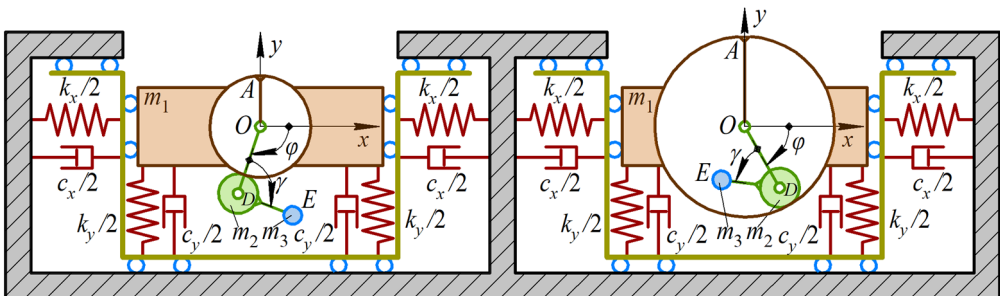 y y
A A
k_x/2 k_x/2 k_x/2 k_x/2
m_1 m_1
O x O x
φ φ
c_x/2 c_x/2 c_x/2 c_x/2
γ E γ
D E D
k_y/2 m_2 m_3 c_y/2 k_y/2 k_y/2 m_3 m_2 c_y/2 k_y/2
c_y/2 c_y/2